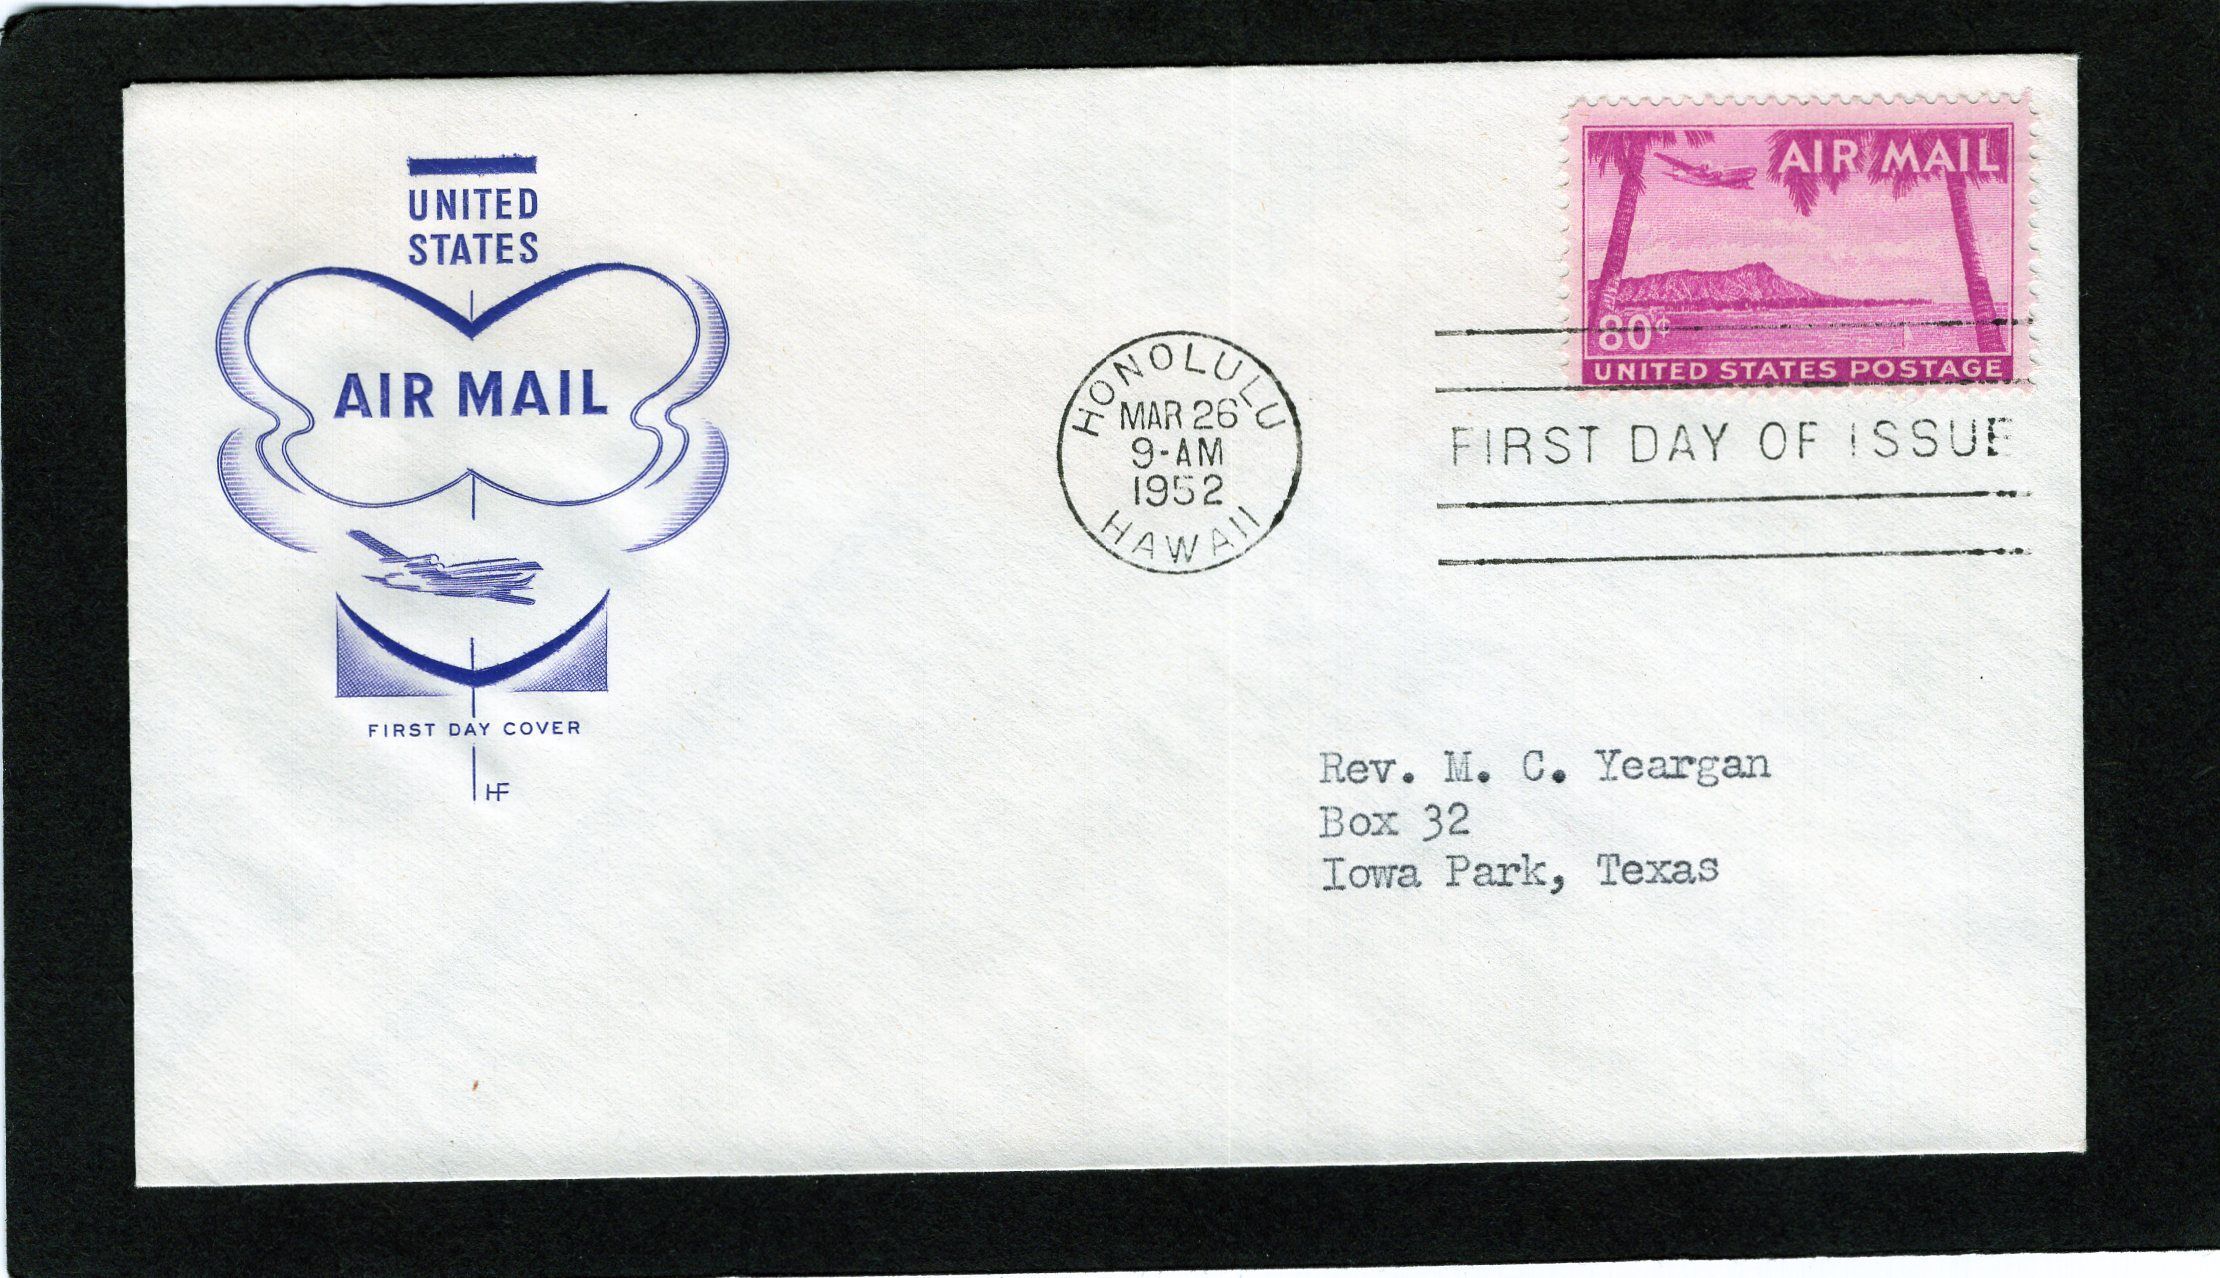 UNITED
STATES
AIR MAIL
FIRST DAY COVER
HF
HONOLULU
MAR 26
9-AM
1952
HAWAII
AIR MAIL
80¢
UNITED STATES POSTAGE
FIRST DAY OF ISSUE
Rev. M. C. Yeargan
Box 32
Iowa Park, Texas